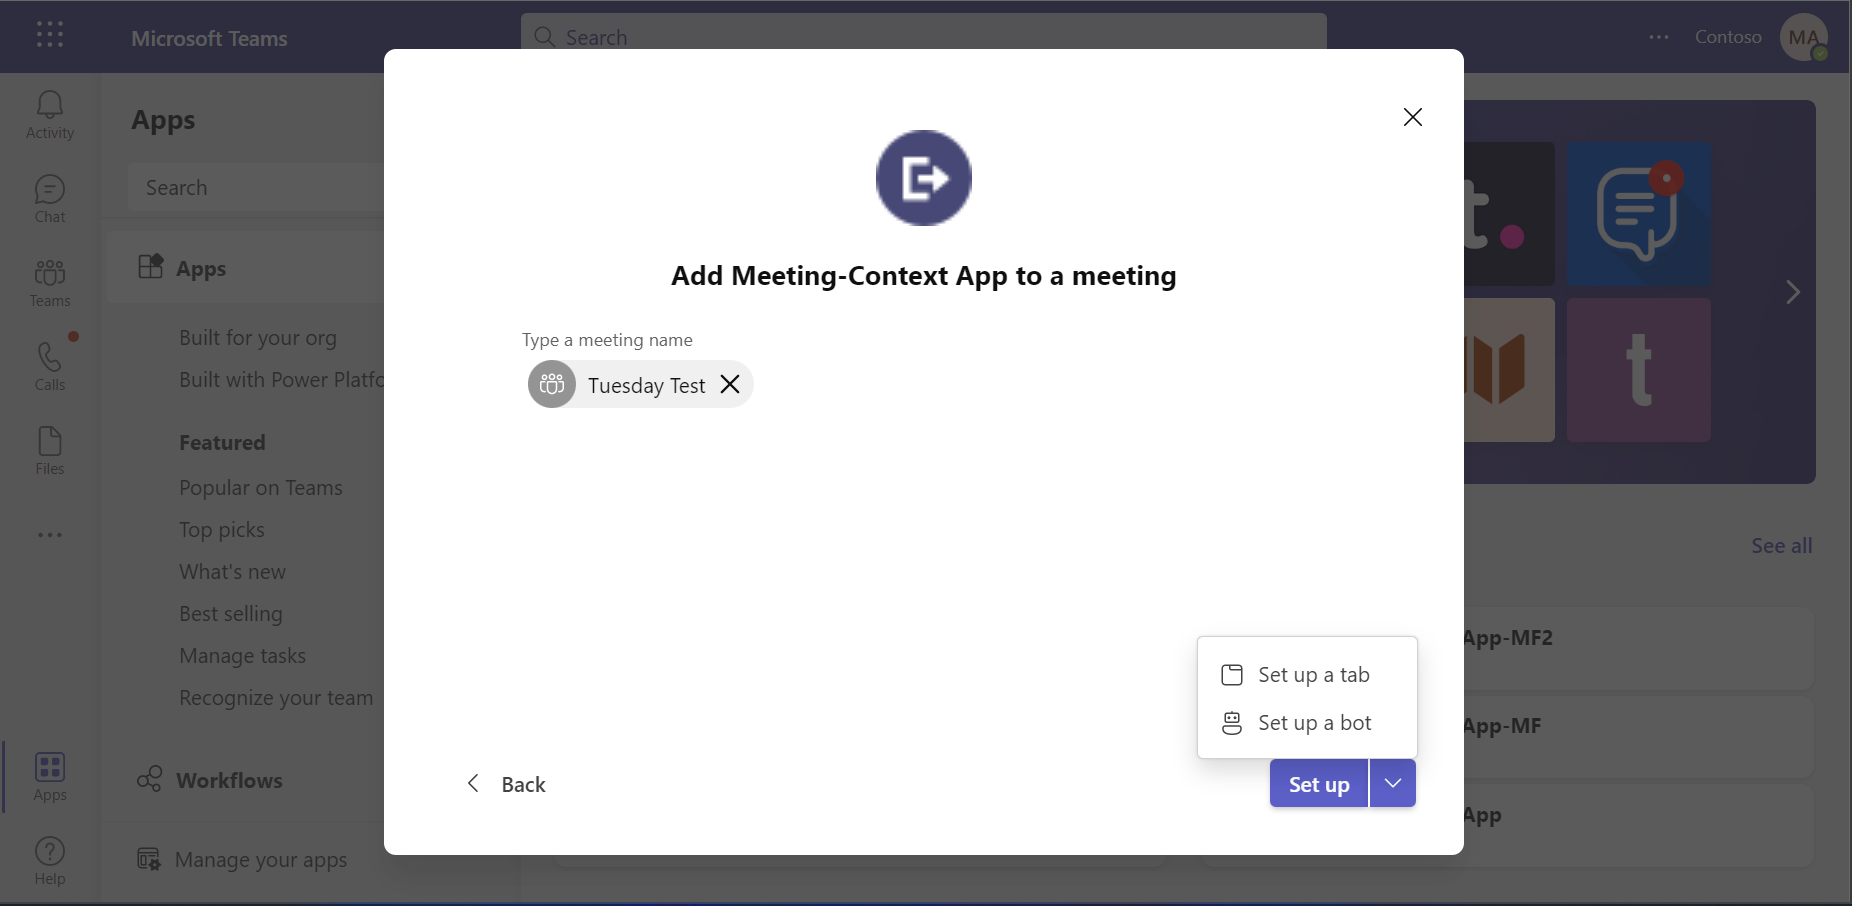 Microsoft Teams
Search
Contoso
MA
Activity
Chat
Teams
Calls
Files
Apps
Help
Apps
Search
Apps
Built for your org
Built with Power Platfo
Featured
Popular on Teams
Top picks
What's new
Best selling
Manage tasks
Recognize your team
Workflows
Manage your apps
Add Meeting-Context App to a meeting
Type a meeting name
Tuesday Test
Set up a tab
Set up a bot
Back
Set up
t.
t
See all
App-MF2
App-MF
App